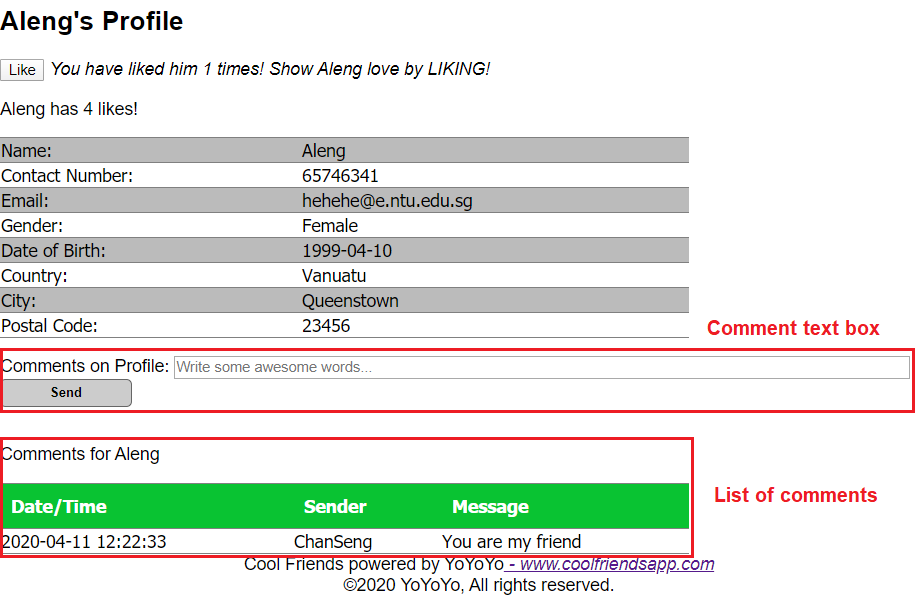 Aleng's Profile
Like You have liked him 1 times! Show Aleng love by LIKING!
Aleng has 4 likes!
Name: Aleng
Contact Number: 65746341
Email: hehehe@e.ntu.edu.sg
Gender: Female
Date of Birth: 1999-04-10
Country: Vanuatu
City: Queenstown
Postal Code: 23456
Comment text box
Comments on Profile: Write some awesome words...
Send
Comments for Aleng
List of comments
Date/Time Sender Message
2020-04-11 12:22:33 ChanSeng You are my friend
Cool Friends powered by YoYoYo - www.coolfriendsapp.com
©2020 YoYoYo, All rights reserved.